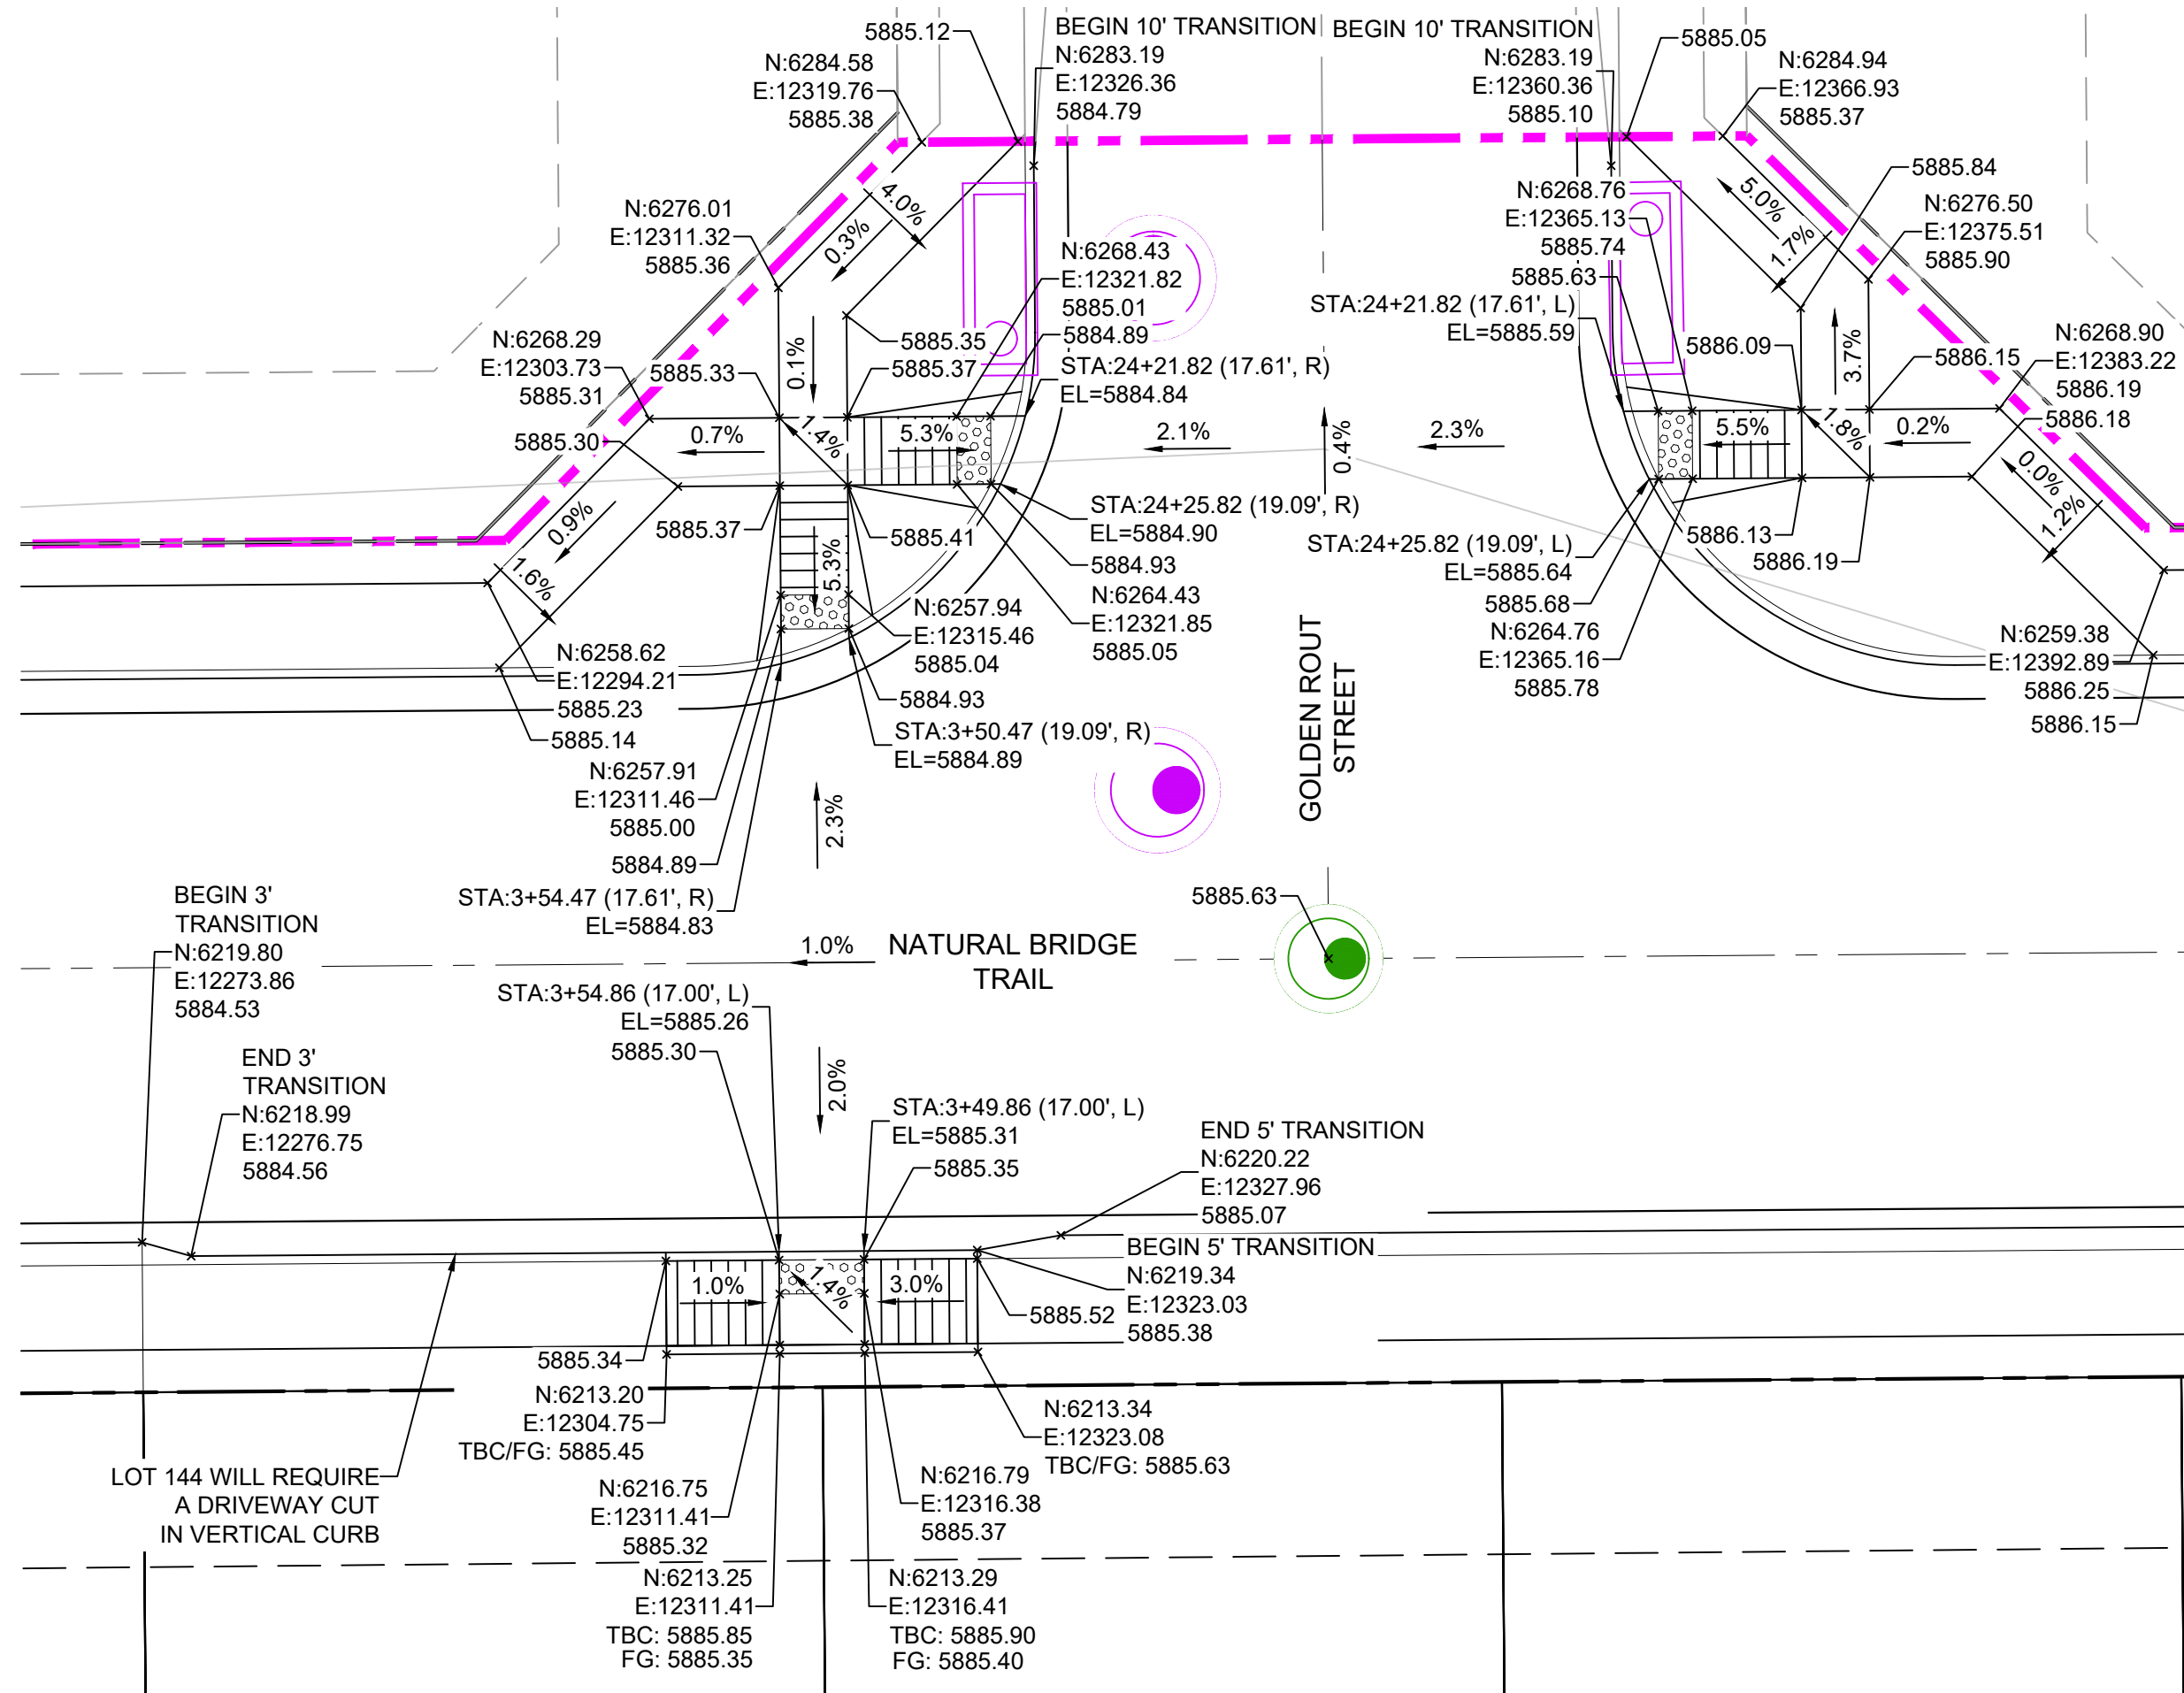 5885.12
N:6284.58
E:12319.76
5885.38
BEGIN 10' TRANSITION
N:6283.19
E:12326.36
5884.79
BEGIN 10' TRANSITION
N:6283.19
E:12360.36
5885.10
5885.05
N:6284.94
E:12366.93
5885.37
N:6276.01
E:12311.32
5885.36
4.0%
0.3%
N:6268.43
E:12321.82
5885.01
5884.89
STA:24+21.82 (17.61', R)
EL=5884.84
N:6268.76
E:12365.13
5885.74
5885.63
STA:24+21.82 (17.61', L)
EL=5885.59
5.0%
1.7%
5885.84
N:6276.50
E:12375.51
5885.90
N:6268.29
E:12303.73
5885.31
5885.33
0.1%
5885.35
5885.37
5886.09
3.7%
5886.15
N:6268.90
E:12383.22
5886.19
5886.18
5885.30
0.7%
1.4%
5.3%
2.1%
0.4%
2.3%
5.5%
1.8%
0.2%
0.0%
1.2%
0.9%
1.6%
5885.37
5.3%
5885.41
STA:24+25.82 (19.09', R)
EL=5884.90
5884.93
N:6264.43
E:12321.85
5885.05
STA:24+25.82 (19.09', L)
EL=5885.64
5885.68
N:6264.76
E:12365.16
5885.78
5886.13
5886.19
N:6257.94
E:12315.46
5885.04
5884.93
STA:3+50.47 (19.09', R)
EL=5884.89
N:6258.62
E:12294.21
5885.23
5885.14
GOLDEN ROUT
STREET
N:6259.38
E:12392.89
5886.25
5886.15
N:6257.91
E:12311.46
5885.00
5884.89
STA:3+54.47 (17.61', R)
EL=5884.83
2.3%
5885.63
BEGIN 3'
TRANSITION
N:6219.80
E:12273.86
5884.53
1.0%
NATURAL BRIDGE
TRAIL
STA:3+54.86 (17.00', L)
EL=5885.26
5885.30
END 3'
TRANSITION
N:6218.99
E:12276.75
5884.56
2.0%
STA:3+49.86 (17.00', L)
EL=5885.31
5885.35
END 5' TRANSITION
N:6220.22
E:12327.96
5885.07
BEGIN 5' TRANSITION
N:6219.34
E:12323.03
5885.38
1.0%
1.4%
3.0%
5885.52
5885.34
N:6213.20
E:12304.75
TBC/FG: 5885.45
N:6213.34
E:12323.08
TBC/FG: 5885.63
LOT 144 WILL REQUIRE
A DRIVEWAY CUT
IN VERTICAL CURB
N:6216.75
E:12311.41
5885.32
N:6216.79
E:12316.38
5885.37
N:6213.25
E:12311.41
TBC: 5885.85
FG: 5885.35
N:6213.29
E:12316.41
TBC: 5885.90
FG: 5885.40